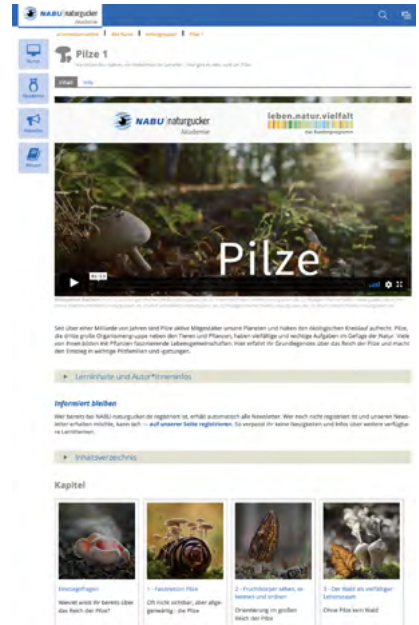 NABU naturgucker
Akademie
Kurse
Akademie
Pilze 1
Inhalt Info
NABU naturgucker
Akademie
leben.natur.vielfalt
das Bundesprogramm
Pilze
Seit über einer Milliarde von Jahren sind Pilze aktive Mitgestalter unsere Planeten und halten den ökologischen Kreislauf aufrecht. Pilze,
die dritte große Organismengruppe neben den Tieren und Pflanzen, haben vielfältige und wichtige Aufgaben im Gefüge der Natur. Viele
von ihnen bilden mit Pflanzen faszinierende Lebensgemeinschaften. Hier erfahrt ihr Grundlegendes über das Reich der Pilze und macht
den Einstieg in wichtige Pilzfamilien und -gattungen.
Lerninhalte und Autor*inneninfos
Informiert bleiben
Wer bereits bei NABU-naturgucker.de registriert ist, erhält automatisch alle Newsletter. Wer noch nicht registriert ist und unseren News-
letter erhalten möchte, kann sich — auf unserer Seite registrieren. So verpasst ihr keine Neuigkeiten und Infos über weitere verfügba-
re Lernthemen.
Inhaltsverzeichnis
Kapitel
Einstiegsfragen
Wieviel wisst ihr bereits über
das Reich der Pilze?
1 - Faszination Pilze
Oft nicht sichtbar, aber allge-
genwärtig : die Pilze
2 - Fruchtkörper sehen, er-
kennen und ordnen
Orientierung im großen
Reich der Pilze
3 - Der Wald als vielfältiger
Lebensraum
Ohne Pilze kein Wald!